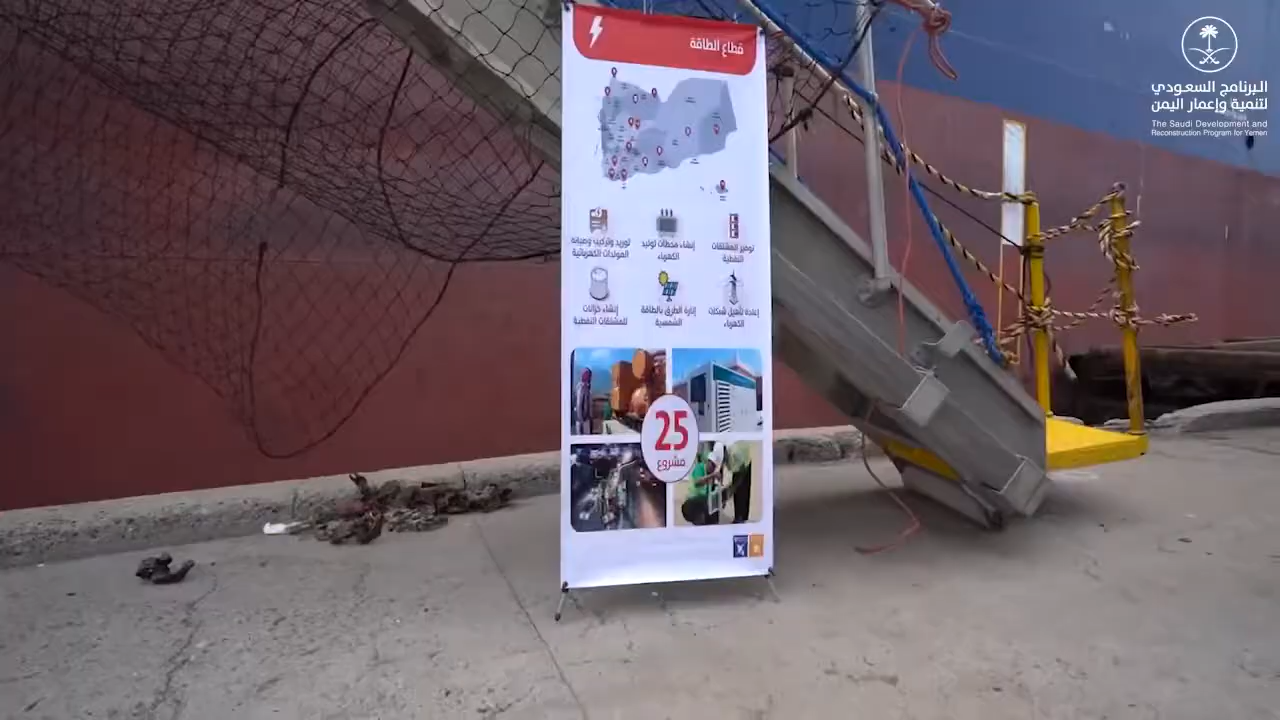 قطاع الطاقة
توفير المشتقات
النفطية
إنشاء محطات توليد
الكهرباء
توريد وتركيب وصيانة
المولدات الكهربائية
إعادة تأهيل شبكات
الكهرباء
إنارة الطرق بالطاقة
الشمسية
إنشاء خزانات
للمشتقات النفطية
25
مشروع
البرنامج السعودي
لتنمية وإعمار اليمن
The Saudi Development and
Reconstruction Program for Yemen